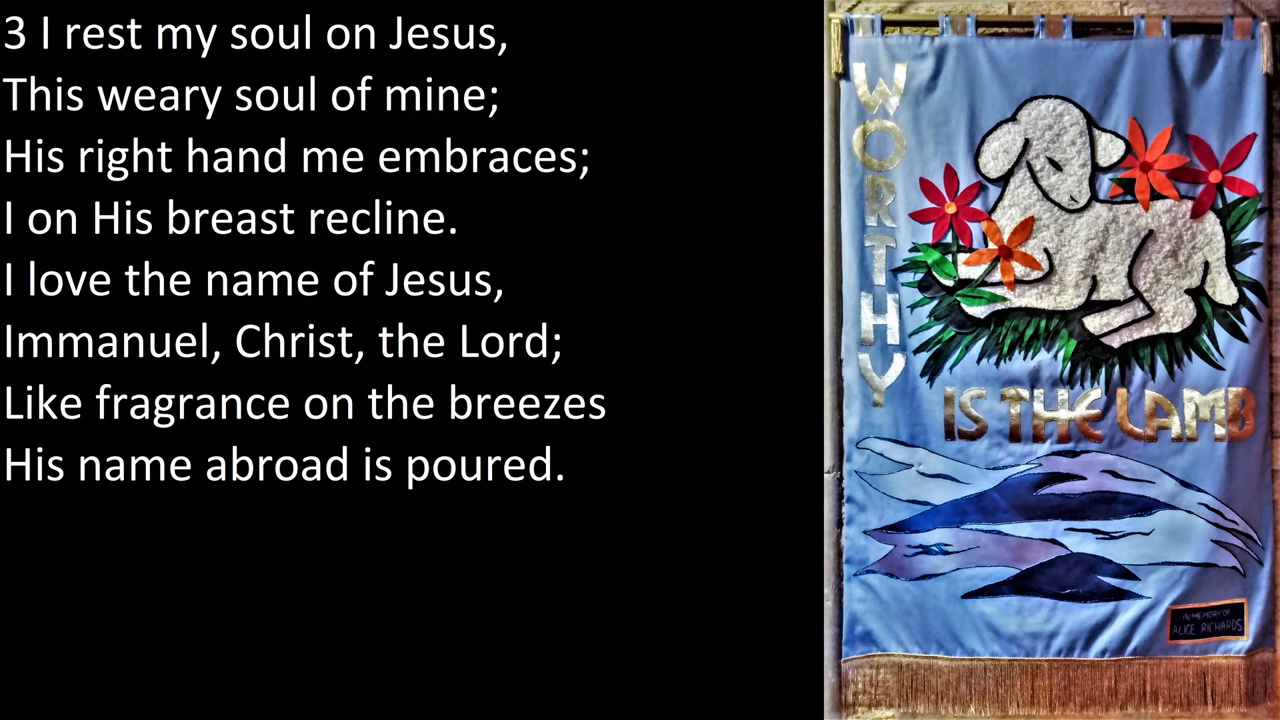 3 I rest my soul on Jesus,
This weary soul of mine;
His right hand me embraces;
I on His breast recline.
I love the name of Jesus,
Immanuel, Christ, the Lord;
Like fragrance on the breezes
His name abroad is poured.
WORTHY
IS THE LAMB
IN MEMORY OF
ALICE RICHARDS